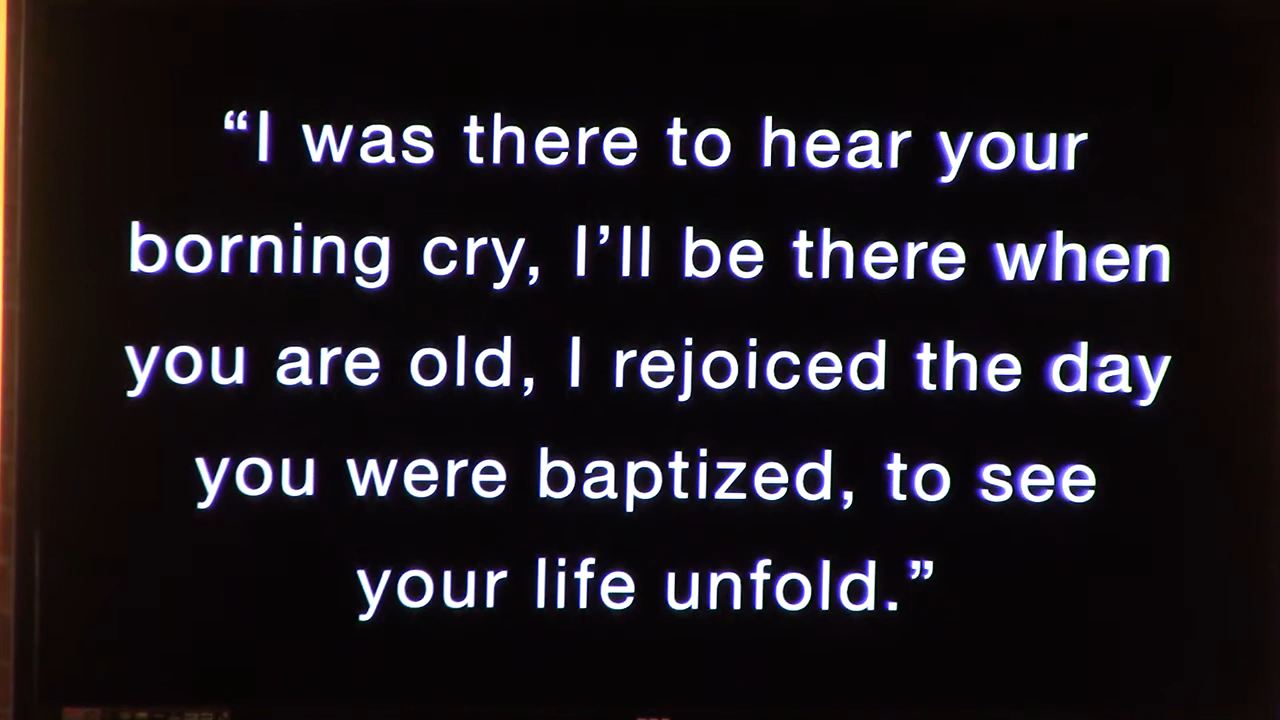 “I was there to hear your
borning cry, I’ll be there when
you are old, I rejoiced the day
you were baptized, to see
your life unfold.”